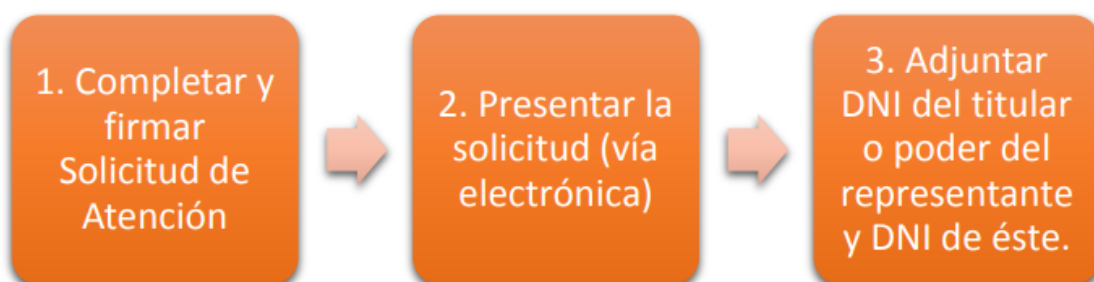 1. Completar y
firmar
Solicitud de
Atención
2. Presentar la
solicitud (vía
electrónica)
3. Adjuntar
DNI del titular
o poder del
representante
y DNI de éste.